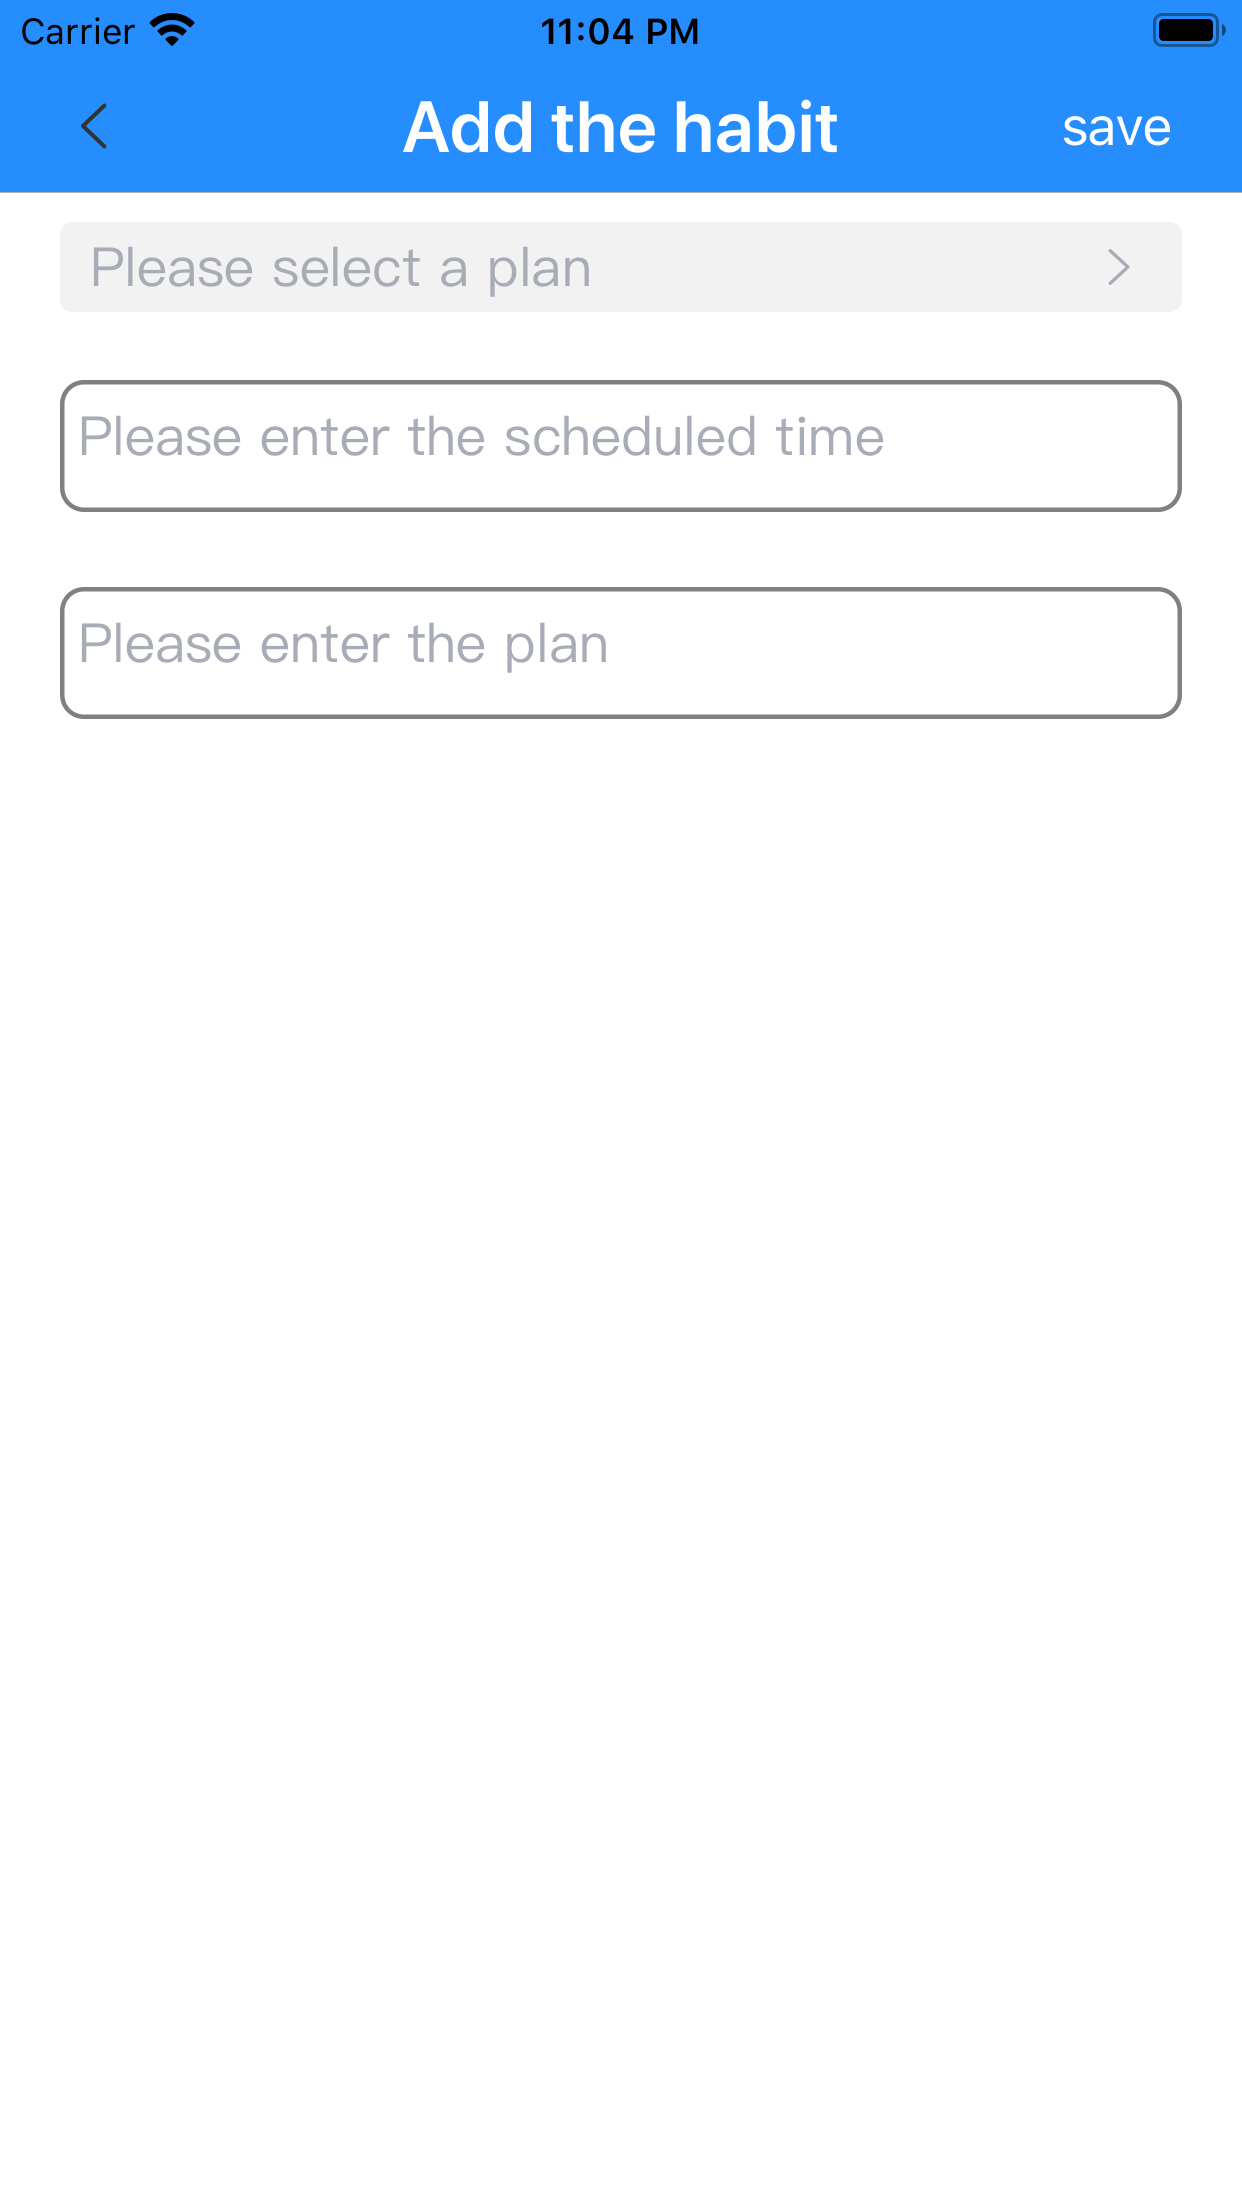 Carrier 11:04 PM
Add the habit save
Please select a plan
Please enter the scheduled time
Please enter the plan